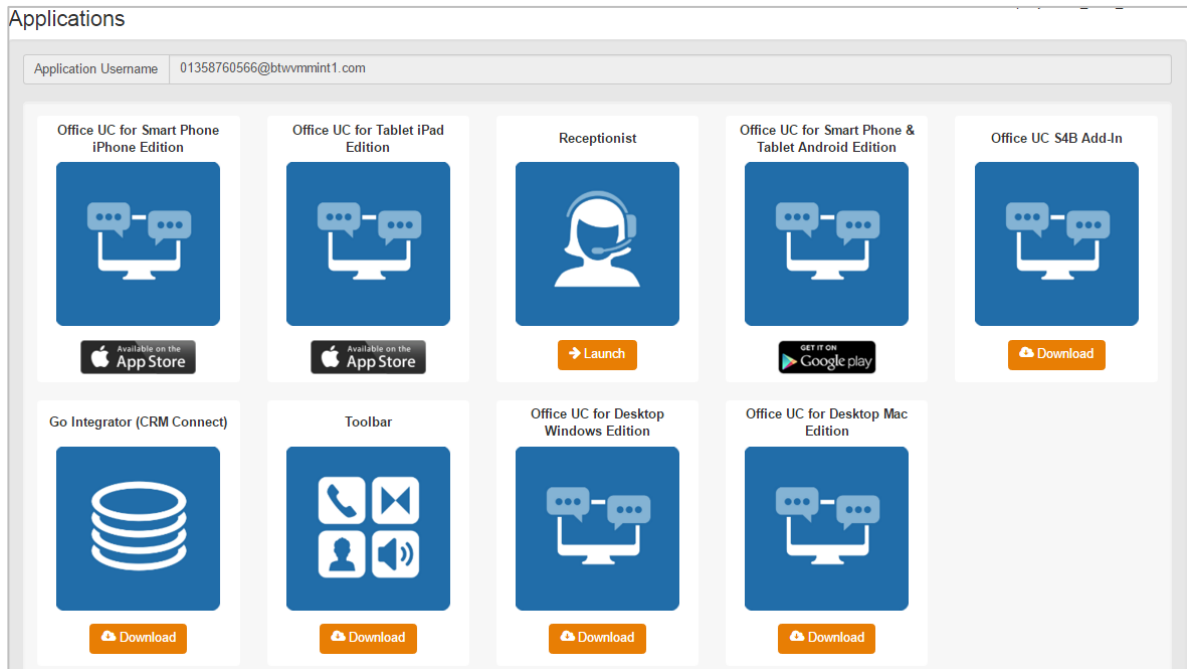 Applications
Application Username 01358760566@btwvmmint1.com
Office UC for Smart Phone
iPhone Edition
Office UC for Tablet iPad
Edition
Receptionist
Office UC for Smart Phone &
Tablet Android Edition
Office UC S4B Add-In
Available on the
App Store
Available on the
App Store
Launch
GET IT ON
Google play
Download
Go Integrator (CRM Connect)
Toolbar
Office UC for Desktop
Windows Edition
Office UC for Desktop Mac
Edition
Download
Download
Download
Download